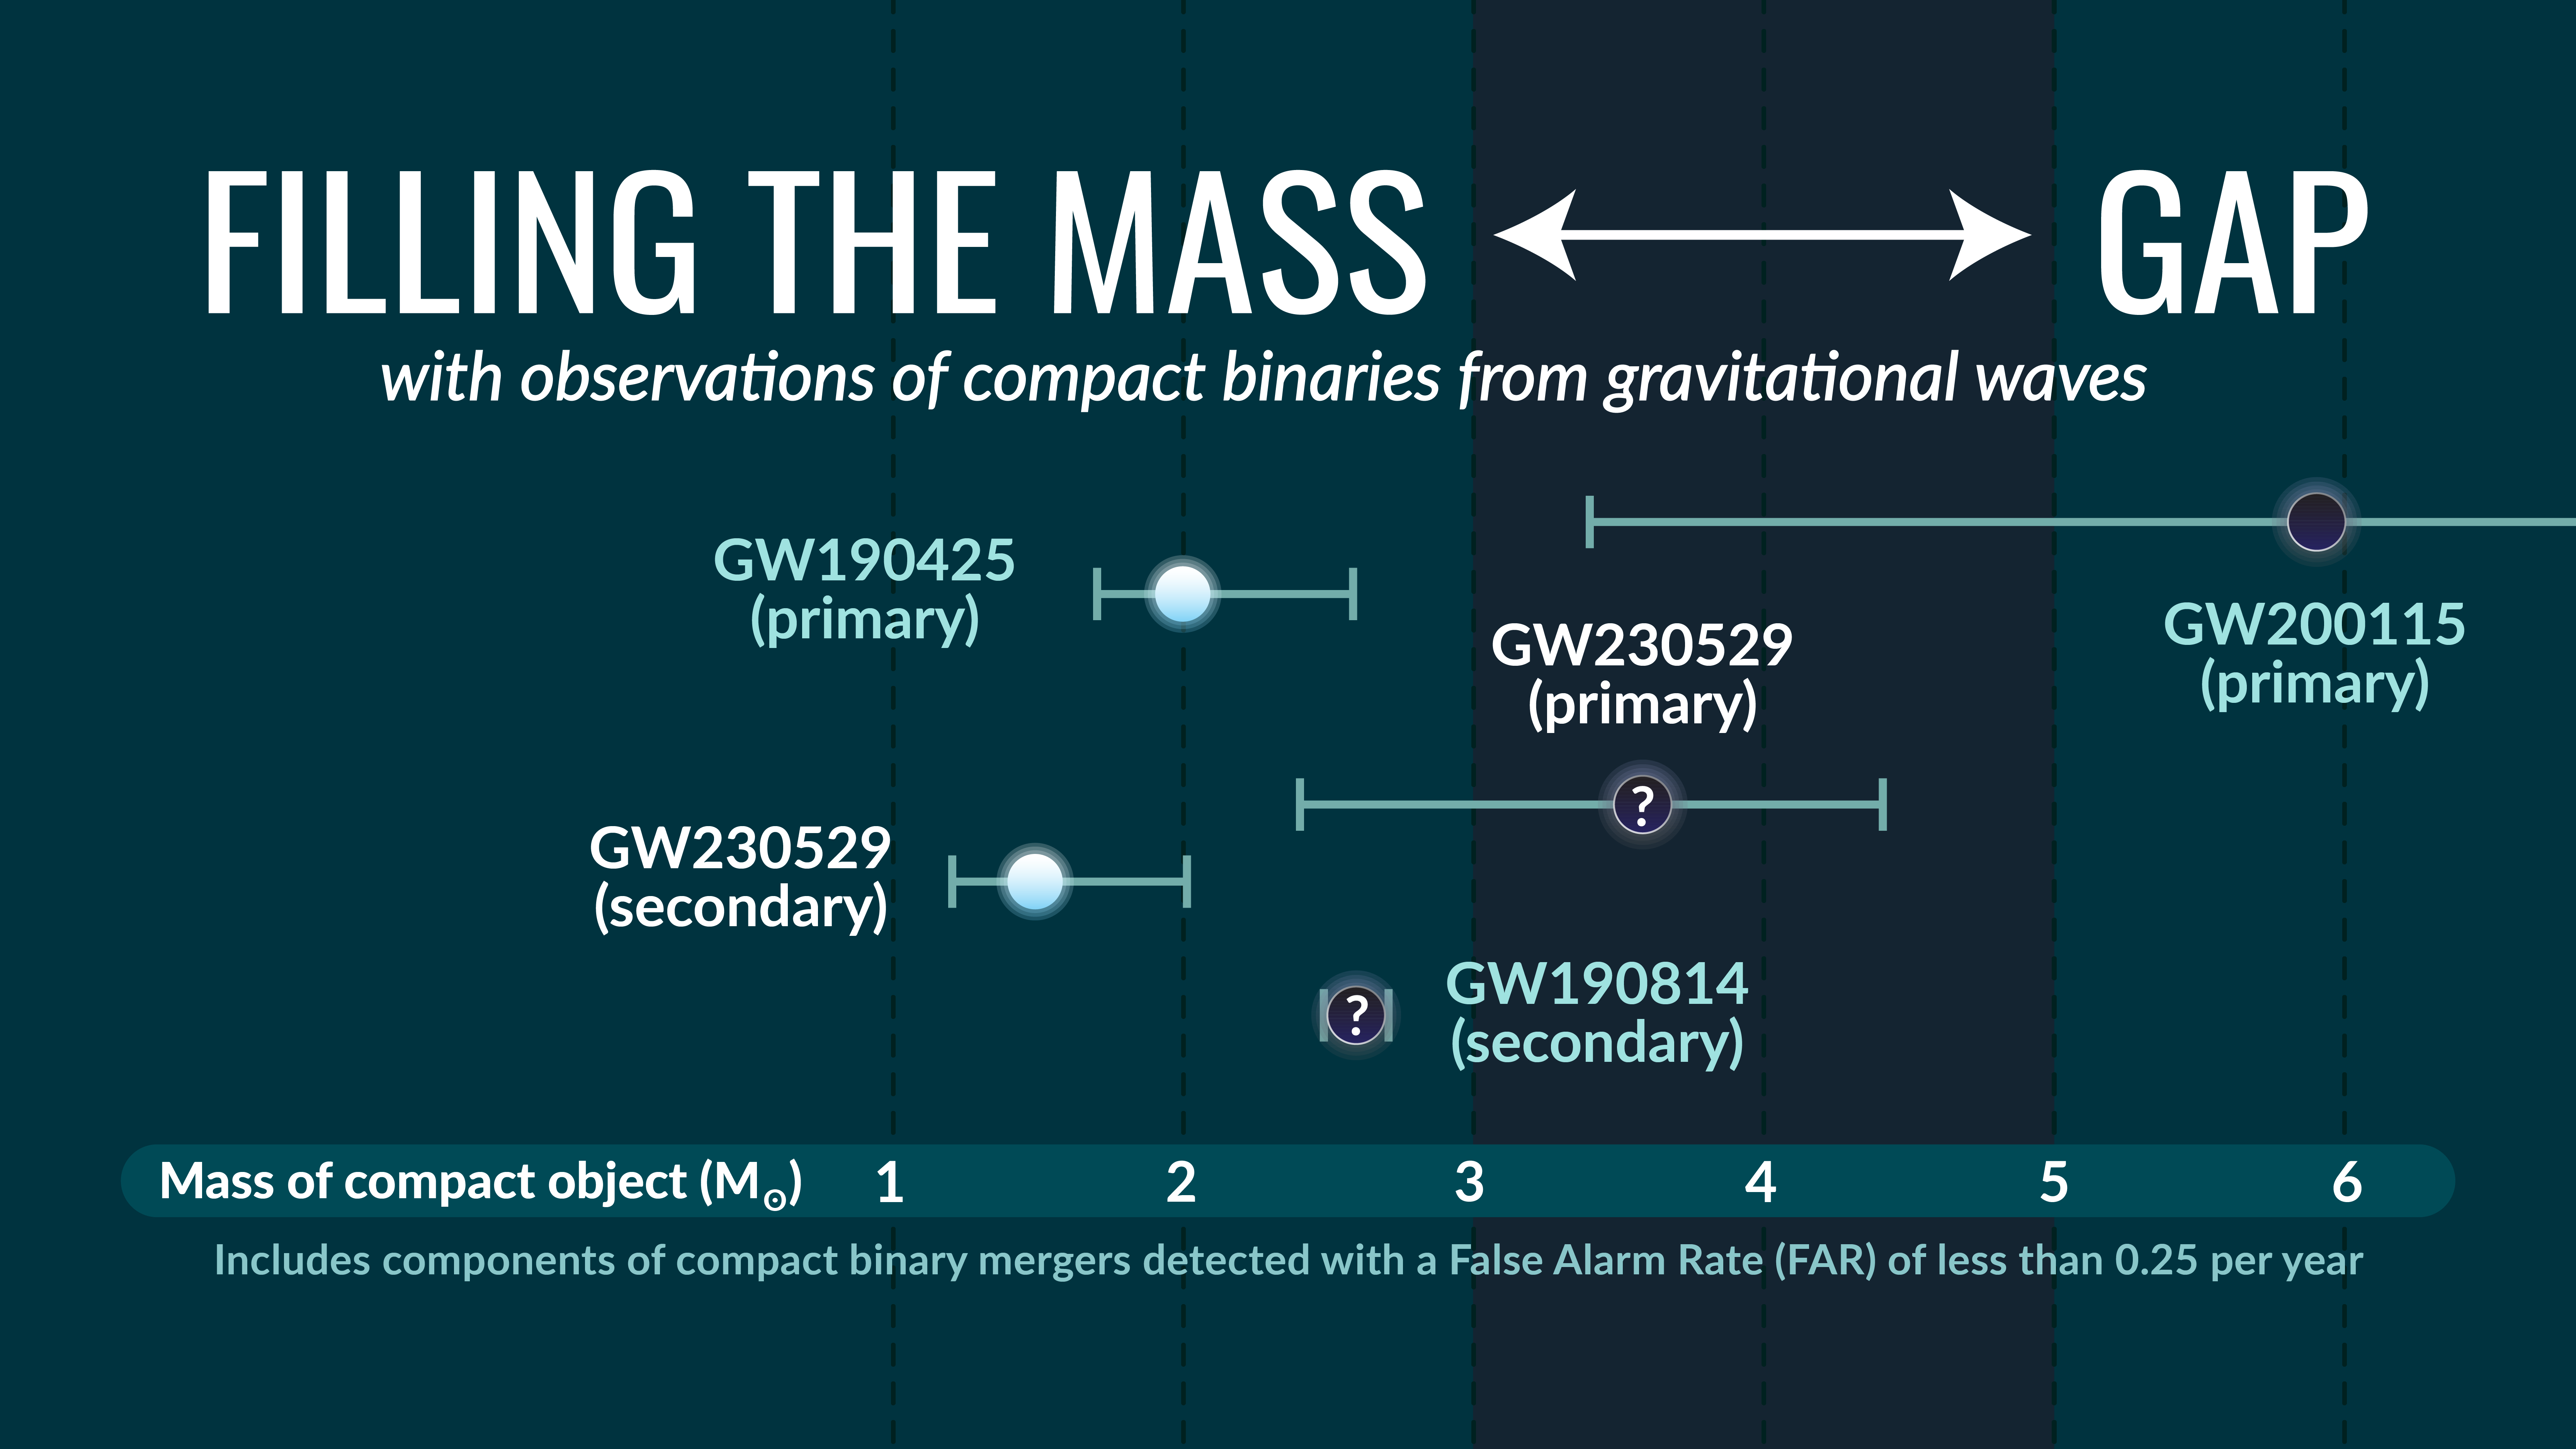 FILLING THE MASS GAP
with observations of compact binaries from gravitational waves
GW190425
(primary)
GW200115
(primary)
GW230529
(primary)
?
GW230529
(secondary)
?
GW190814
(secondary)
Mass of compact object (M☉) 1 2 3 4 5 6
Includes components of compact binary mergers detected with a False Alarm Rate (FAR) of less than 0.25 per year